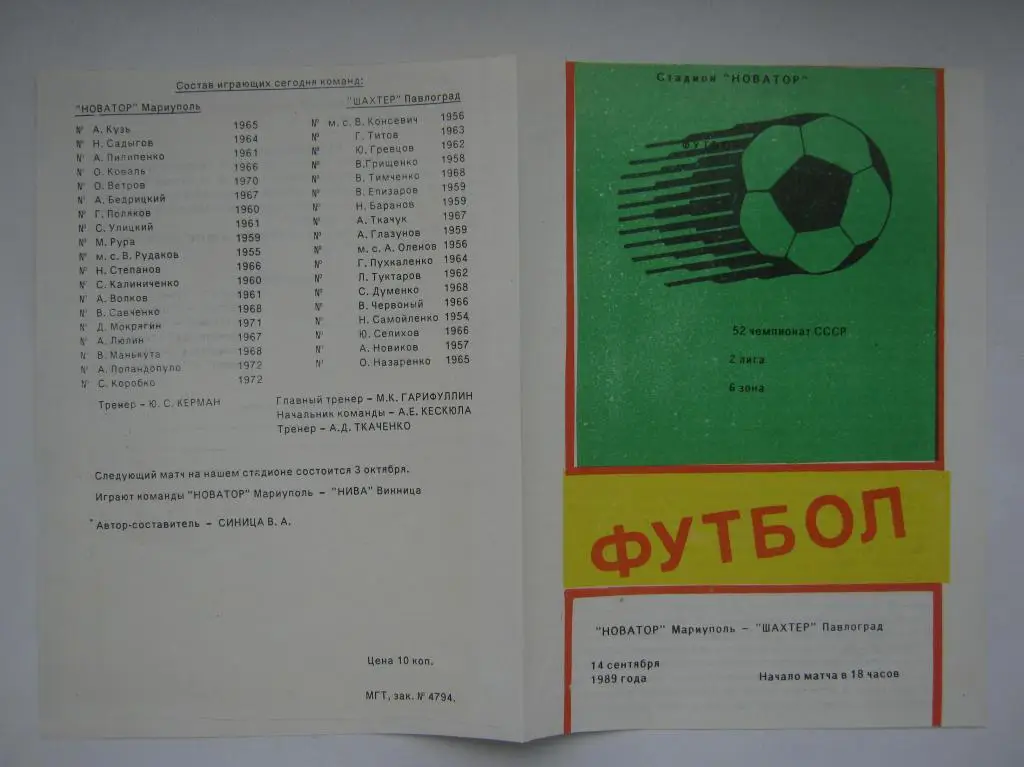 Состав играющих сегодня команд:
"НОВАТОР" Мариуполь
№ А. Кузь 1965
№ Н. Садыгов 1964
№ А. Пилипенко 1961
№ О. Коваль 1966
№ О. Ветров 1970
№ А. Бедрицкий 1967
№ Г. Поляков 1960
№ С. Улицкий 1961
№ М. Рура 1959
№ м. с. В. Рудаков 1955
№ Н. Степанов 1966
№ С. Калиниченко 1960
№ А. Волков 1961
№ В. Савченко 1968
№ Д. Мокрягин 1971
№ А. Люлин 1967
№ В. Манькута 1968
№ А. Поландопуло 1972
№ С. Коробко 1972
Тренер – Ю. С. КЕРМАН
"ШАХТЕР" Павлоград
№ м. с. В. Консевич 1956
№ Г. Титов 1963
№ Ю. Гревцов 1962
№ В.Грищенко 1958
№ В. Тимченко 1968
№ В. Епизаров 1959
№ Н. Баранов 1959
№ А. Ткачук 1967
№ А. Глазунов 1959
№ м.с. А. Оленов 1956
№ Г. Пухкаленко 1964
№ Л. Туктаров 1962
№ С. Думенко 1968
№ В. Червоный 1966
№ Н. Самойленко 1954
№ Ю. Селихов 1966
№ А. Новиков 1957
№ О. Назаренко 1965
Главный тренер – М.К. ГАРИФУЛЛИН
Начальник команды – А.Е. КЕСКЮЛА
Тренер – А.Д. ТКАЧЕНКО
Следующий матч на нашем стадионе состоится 3 октября.
Играют команды "НОВАТОР" Мариуполь – "НИВА" Винница
Автор-составитель – СИНИЦА В. А.
Цена 10 коп.
МГТ, зак. № 4794.
Стадион "НОВАТОР"
52 чемпионат СССР
2 лига
6 зона
ФУТБОЛ
"НОВАТОР" Мариуполь – "ШАХТЕР" Павлоград
14 сентября
1989 года
Начало матча в 18 часов